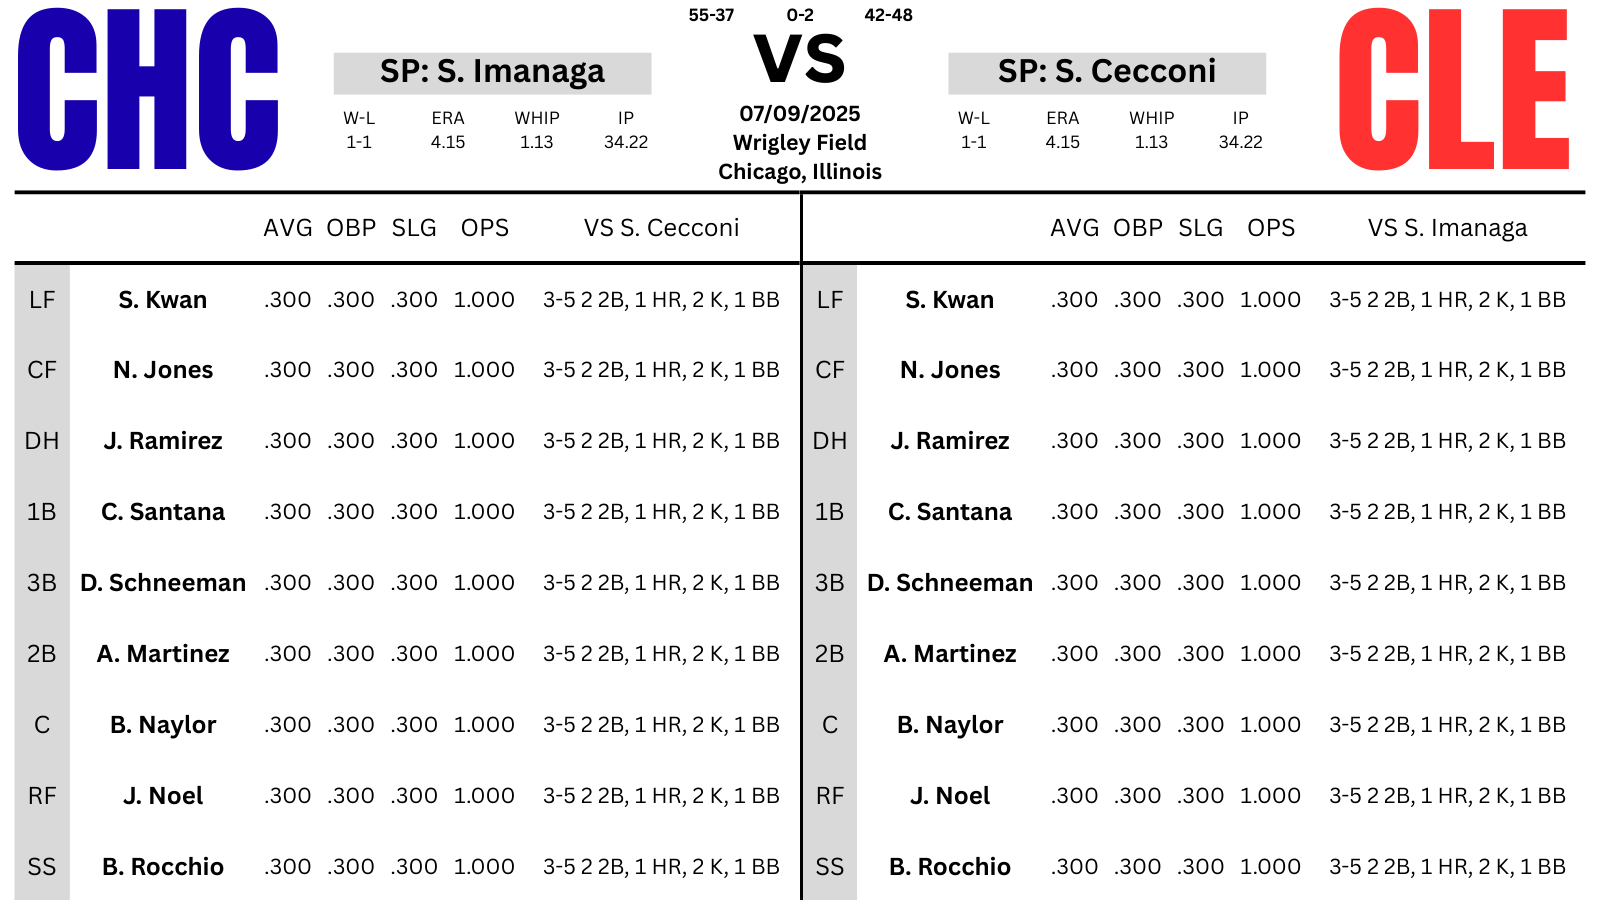 CHC
55-37 0-2 42-48
VS
07/09/2025
Wrigley Field
Chicago, Illinois
SP: S. Imanaga
W-L ERA WHIP IP
1-1 4.15 1.13 34.22
SP: S. Cecconi
W-L ERA WHIP IP
1-1 4.15 1.13 34.22
CLE
AVG OBP SLG OPS VS S. Cecconi
LF S. Kwan .300 .300 .300 1.000 3-5 2 2B, 1 HR, 2 K, 1 BB
CF N. Jones .300 .300 .300 1.000 3-5 2 2B, 1 HR, 2 K, 1 BB
DH J. Ramirez .300 .300 .300 1.000 3-5 2 2B, 1 HR, 2 K, 1 BB
1B C. Santana .300 .300 .300 1.000 3-5 2 2B, 1 HR, 2 K, 1 BB
3B D. Schneeman .300 .300 .300 1.000 3-5 2 2B, 1 HR, 2 K, 1 BB
2B A. Martinez .300 .300 .300 1.000 3-5 2 2B, 1 HR, 2 K, 1 BB
C B. Naylor .300 .300 .300 1.000 3-5 2 2B, 1 HR, 2 K, 1 BB
RF J. Noel .300 .300 .300 1.000 3-5 2 2B, 1 HR, 2 K, 1 BB
SS B. Rocchio .300 .300 .300 1.000 3-5 2 2B, 1 HR, 2 K, 1 BB
AVG OBP SLG OPS VS S. Imanaga
LF S. Kwan .300 .300 .300 1.000 3-5 2 2B, 1 HR, 2 K, 1 BB
CF N. Jones .300 .300 .300 1.000 3-5 2 2B, 1 HR, 2 K, 1 BB
DH J. Ramirez .300 .300 .300 1.000 3-5 2 2B, 1 HR, 2 K, 1 BB
1B C. Santana .300 .300 .300 1.000 3-5 2 2B, 1 HR, 2 K, 1 BB
3B D. Schneeman .300 .300 .300 1.000 3-5 2 2B, 1 HR, 2 K, 1 BB
2B A. Martinez .300 .300 .300 1.000 3-5 2 2B, 1 HR, 2 K, 1 BB
C B. Naylor .300 .300 .300 1.000 3-5 2 2B, 1 HR, 2 K, 1 BB
RF J. Noel .300 .300 .300 1.000 3-5 2 2B, 1 HR, 2 K, 1 BB
SS B. Rocchio .300 .300 .300 1.000 3-5 2 2B, 1 HR, 2 K, 1 BB